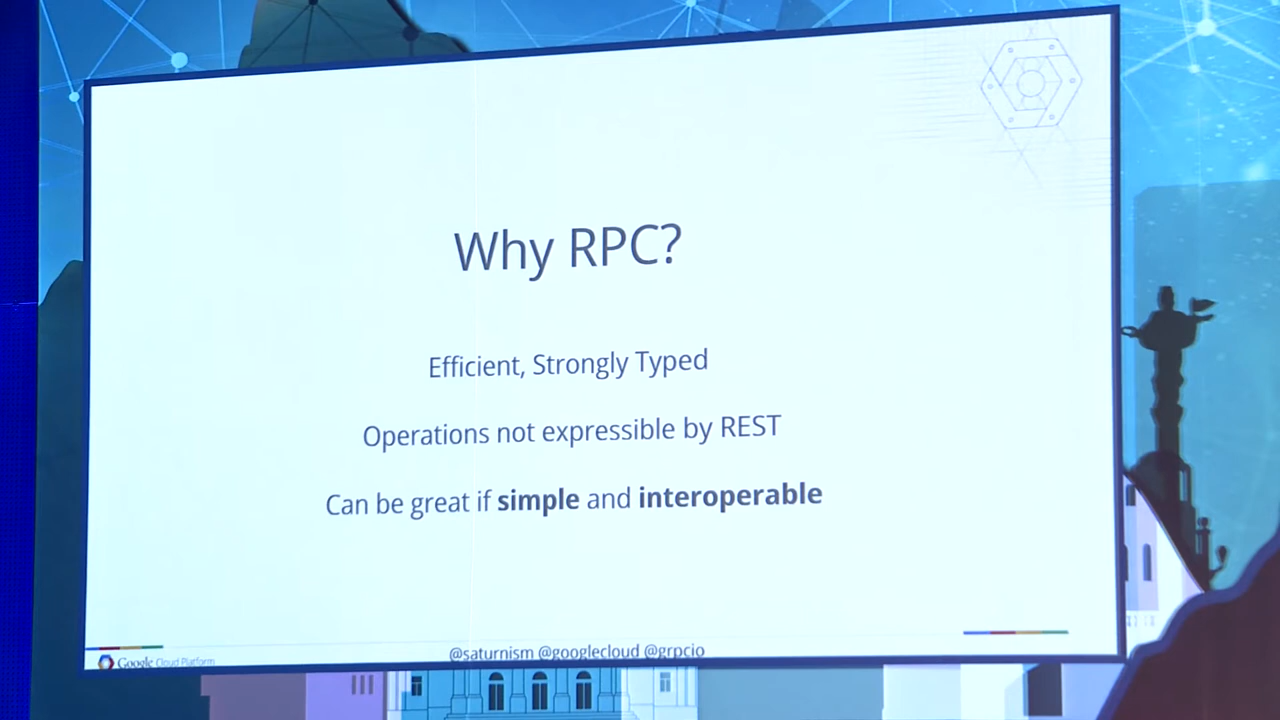 Why RPC?
Efficient, Strongly Typed
Operations not expressible by REST
Can be great if simple and interoperable
@saturnism @googlecloud @grpcio
Google Cloud Platform